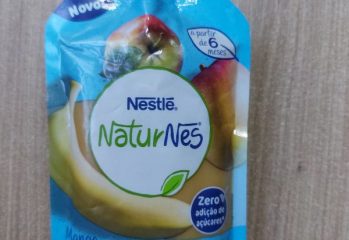 Novo
a partir
de 6
meses
Nestlé
NaturNes
Zero%
adição de
açúcares*